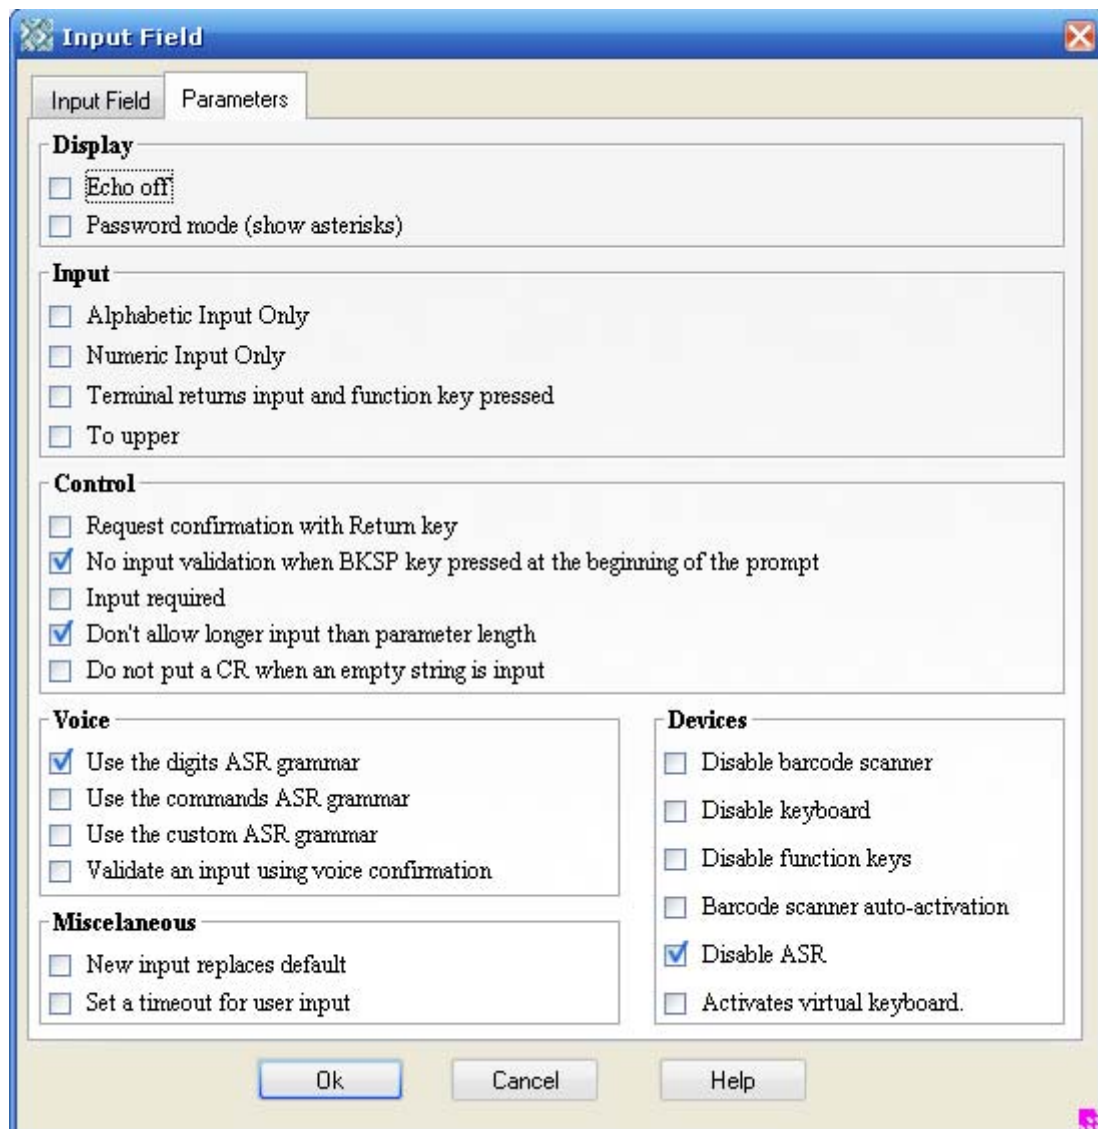 Input Field
Input Field
Parameters
Display
Echo off
Password mode (show asterisks)
Input
Alphabetic Input Only
Numeric Input Only
Terminal returns input and function key pressed
To upper
Control
Request confirmation with Return key
No input validation when BKSP key pressed at the beginning of the prompt
Input required
Don't allow longer input than parameter length
Do not put a CR when an empty string is input
Voice
Use the digits ASR grammar
Use the commands ASR grammar
Use the custom ASR grammar
Validate an input using voice confirmation
Miscelaneous
New input replaces default
Set a timeout for user input
Devices
Disable barcode scanner
Disable keyboard
Disable function keys
Barcode scanner auto-activation
Disable ASR
Activates virtual keyboard.
Ok
Cancel
Help